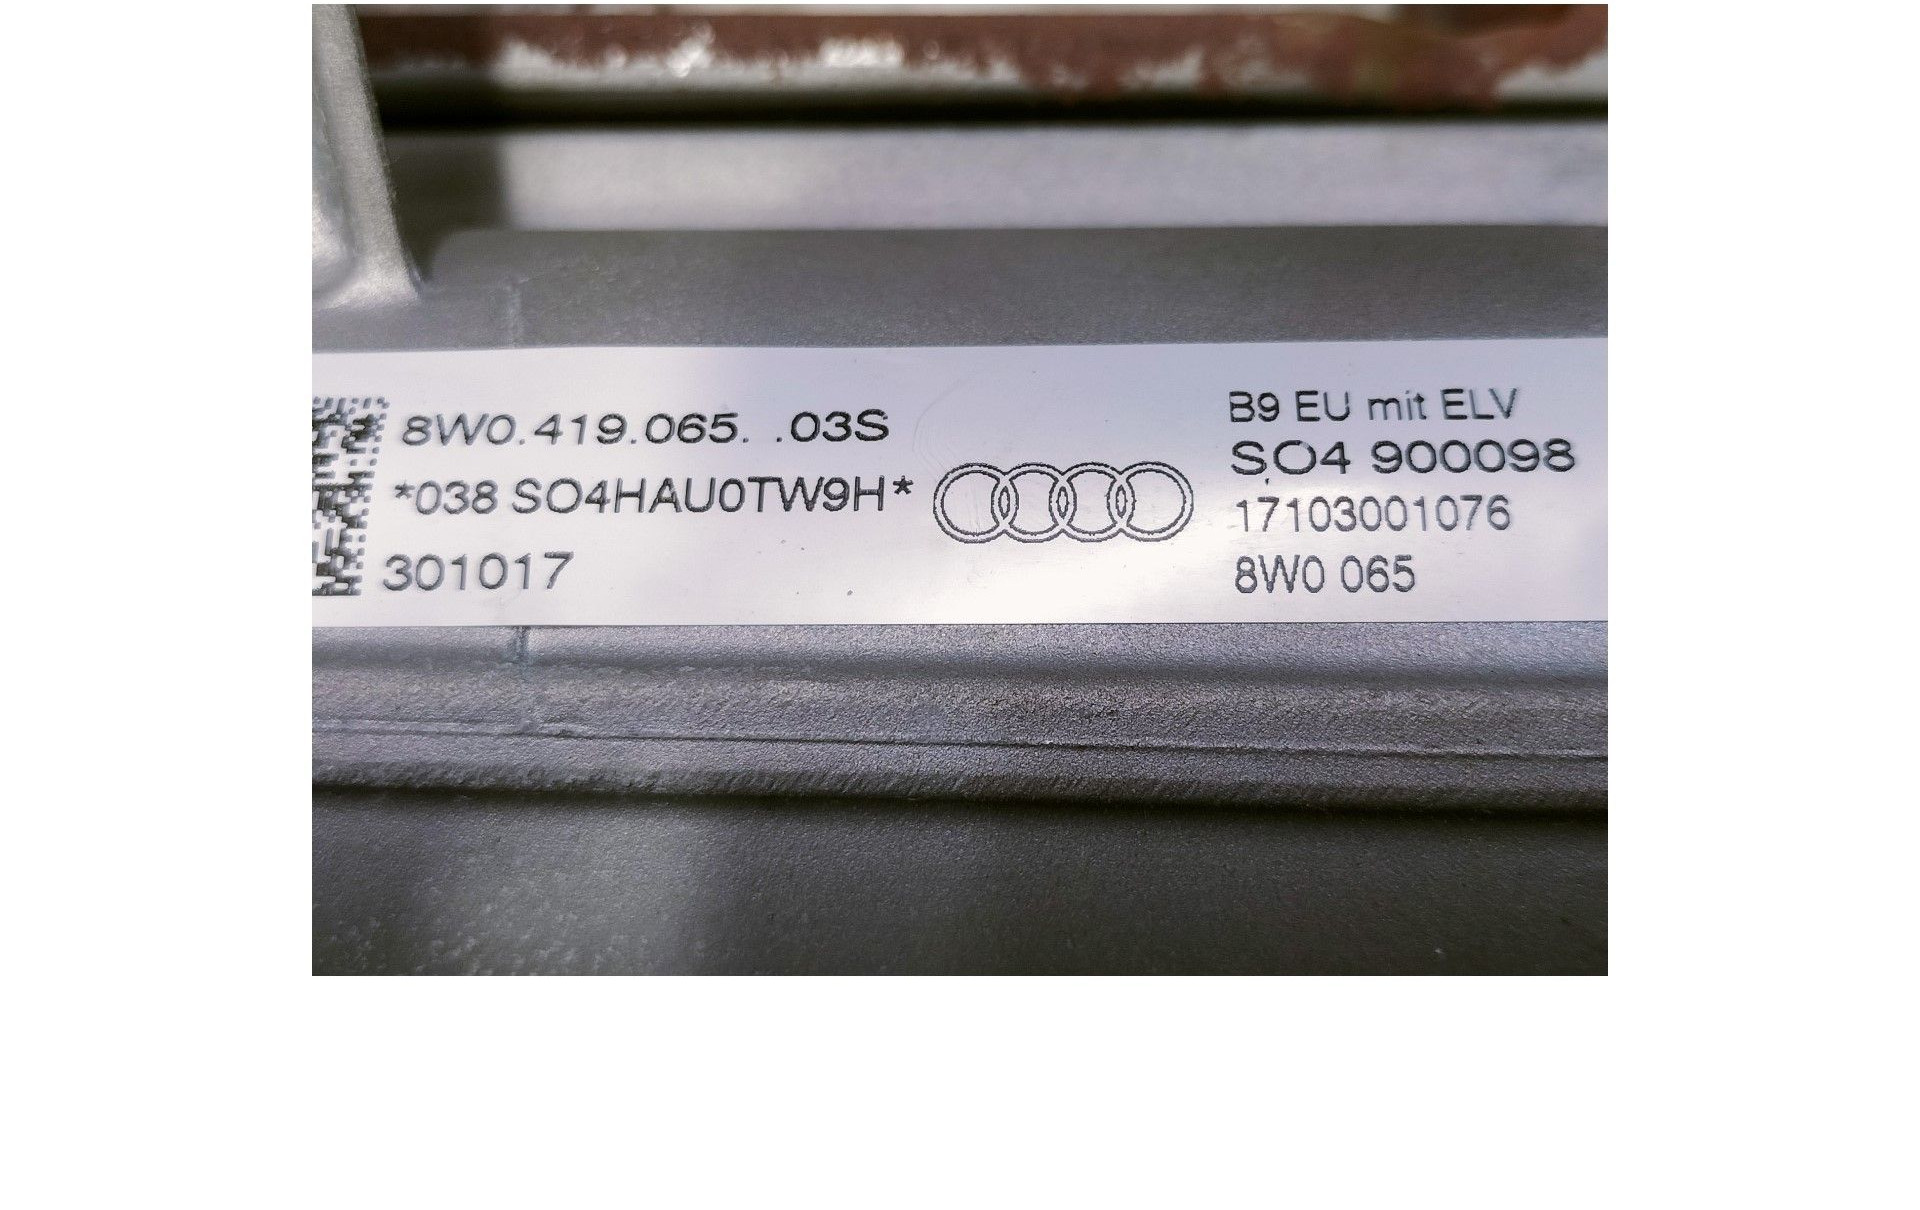 8W0.419.065. .03S
*038 SO4HAU0TW9H*
301017
B9 EU mit ELV
SO4 900098
17103001076
8W0 065